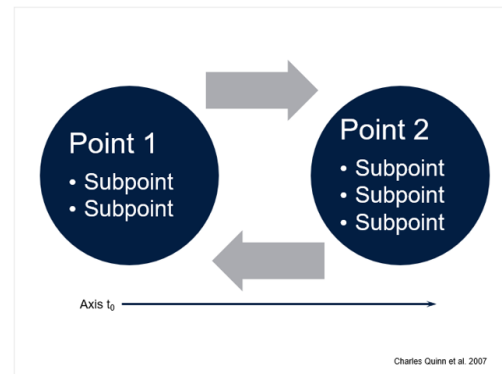 Point 1
• Subpoint
• Subpoint
Point 2
• Subpoint
• Subpoint
• Subpoint
Axis t₀
Charles Quinn et al. 2007